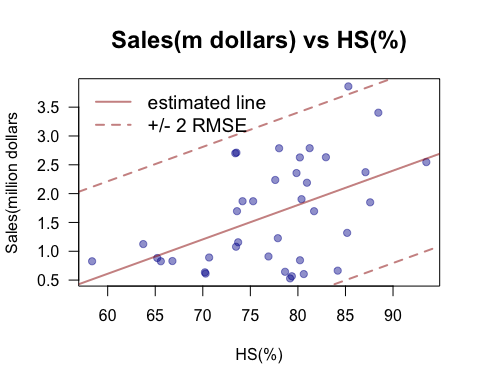 Sales(m dollars) vs HS(%)
estimated line
+/- 2 RMSE
Sales(million dollars
3.5
3.0
2.5
2.0
1.5
1.0
0.5
60 65 70 75 80 85 90
HS(%)